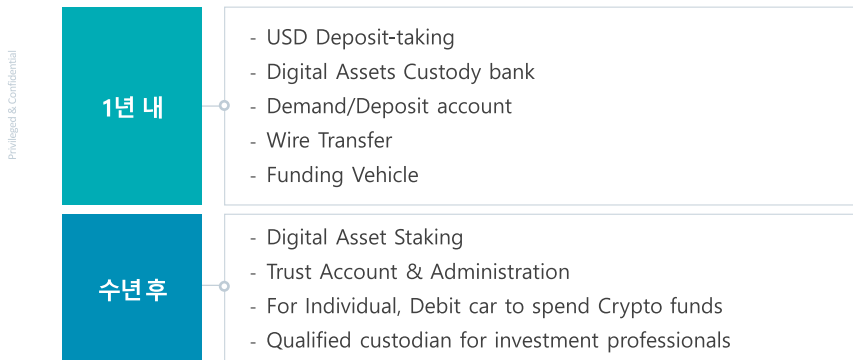 Privileged & Confidential
1년 내
- USD Deposit-taking
- Digital Assets Custody bank
- Demand/Deposit account
- Wire Transfer
- Funding Vehicle
수년 후
- Digital Asset Staking
- Trust Account & Administration
- For Individual, Debit car to spend Crypto funds
- Qualified custodian for investment professionals